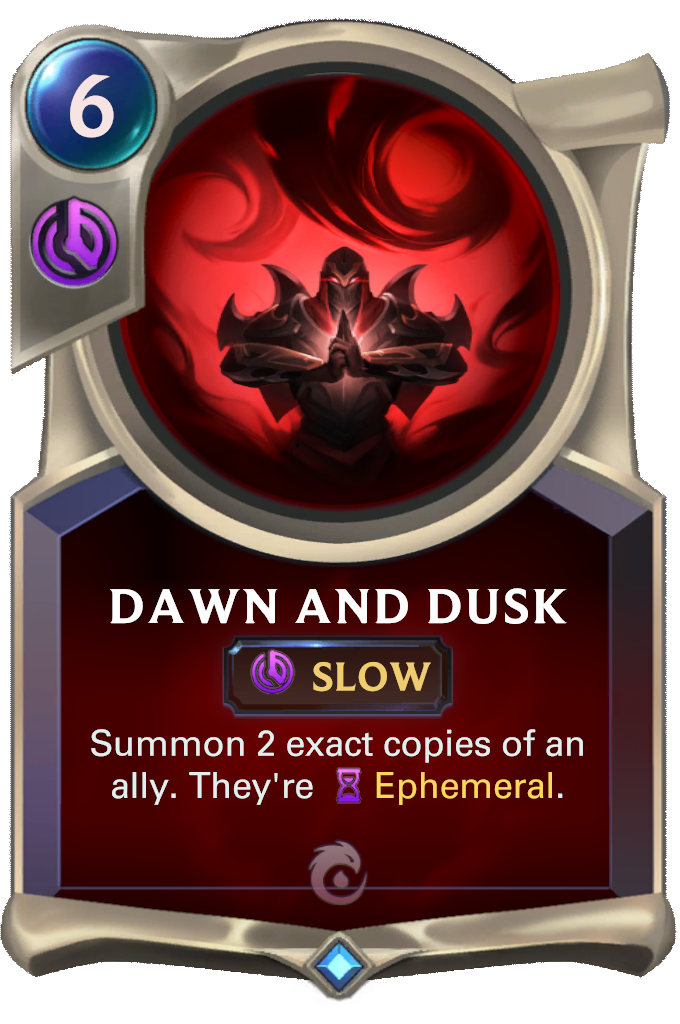 6
DAWN AND DUSK
SLOW
Summon 2 exact copies of an
ally. They're Ephemeral.